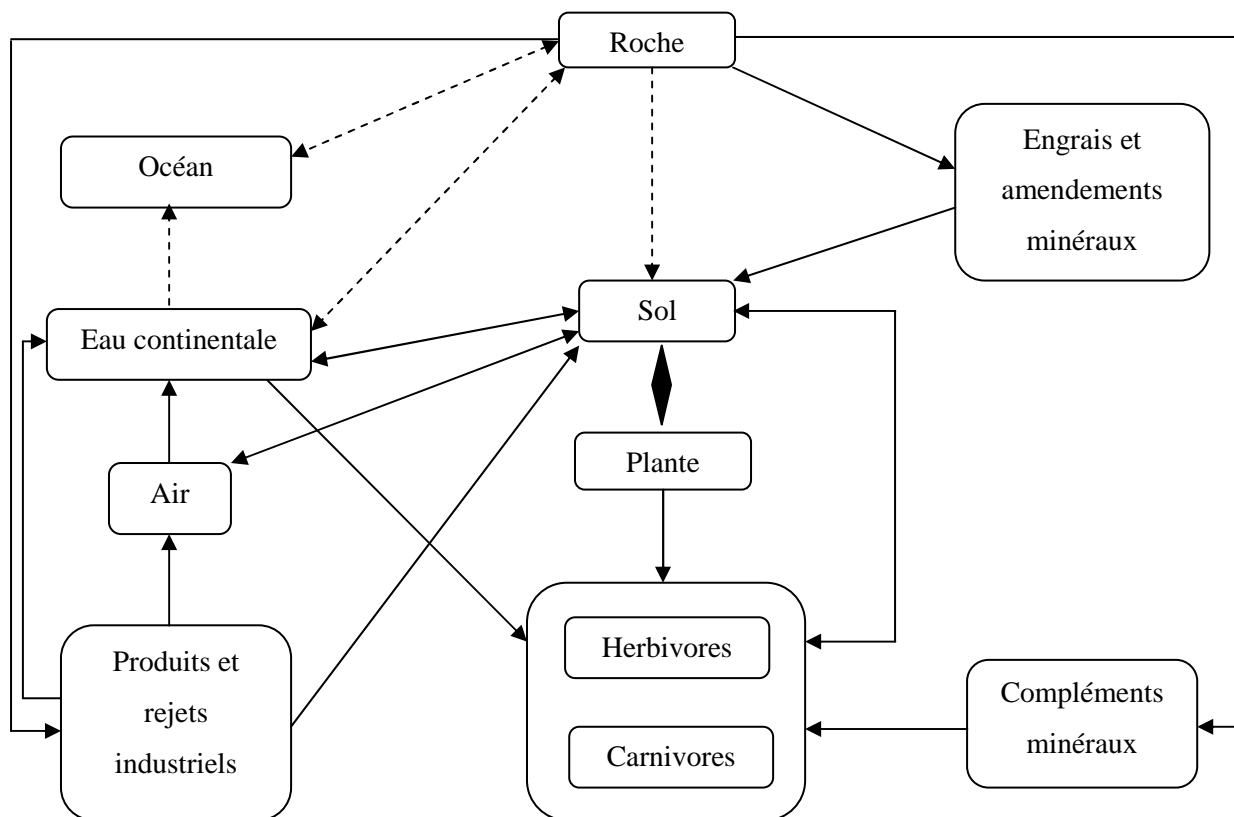 Roche
Engrais et
amendements
minéraux
Océan
Sol
Eau continentale
Plante
Air
Herbivores
Produits et
rejets
industriels
Compléments
minéraux
Carnivores